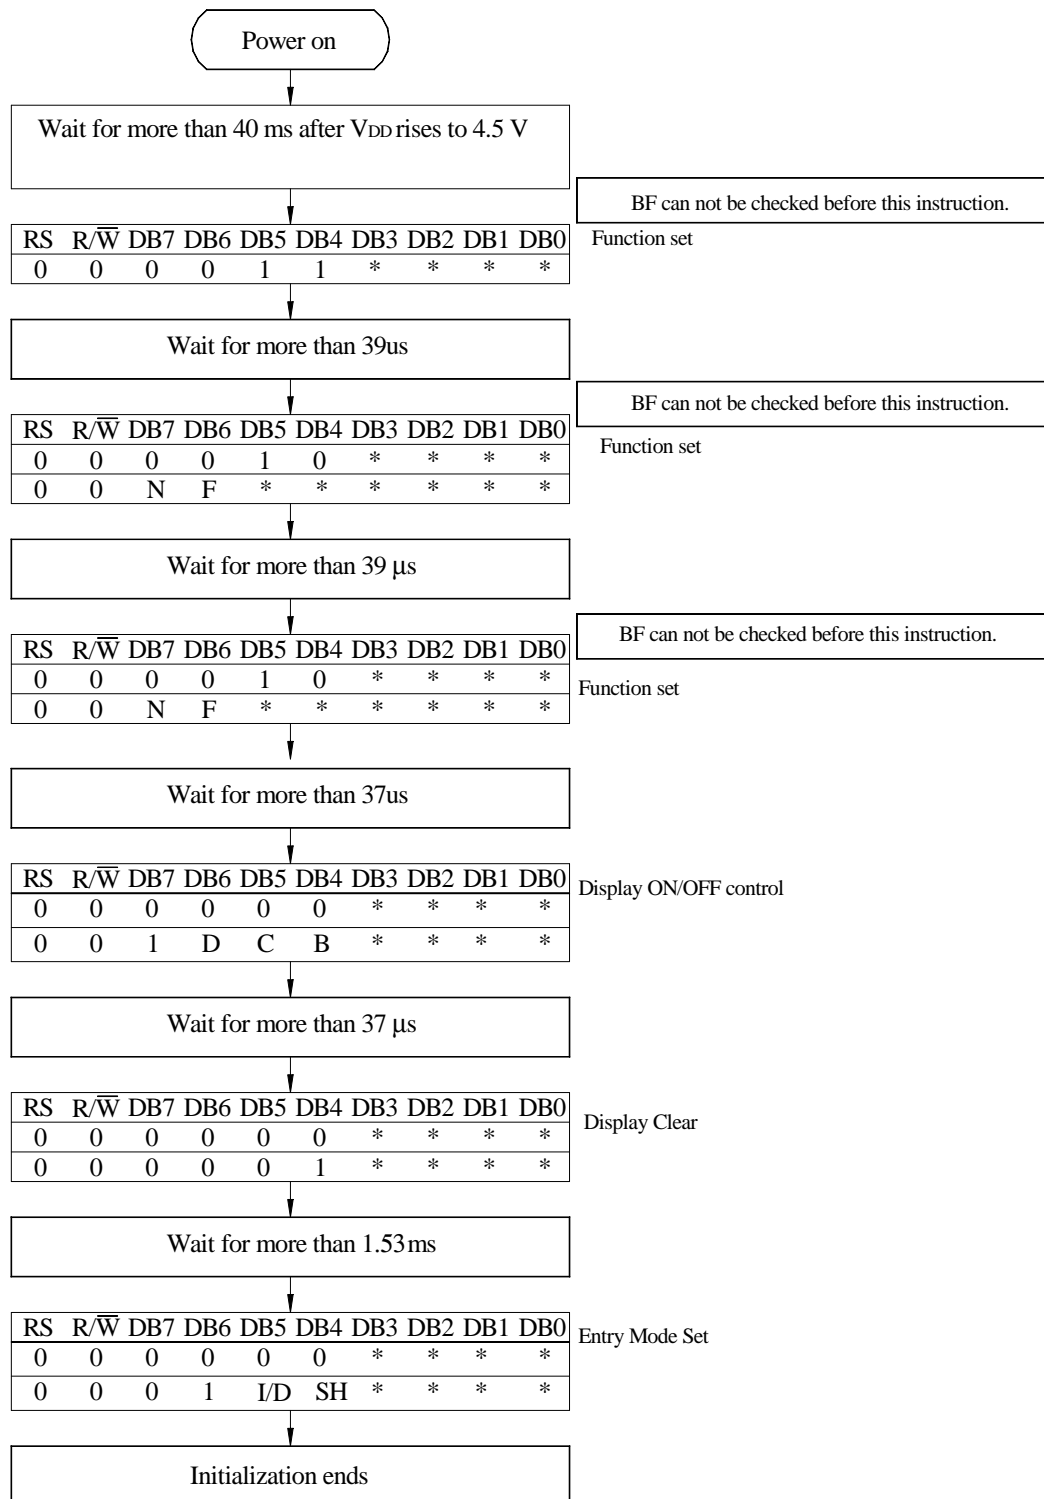 Power on
Wait for more than 40 ms after VDD rises to 4.5 V
BF can not be checked before this instruction.
RS R/W̅ DB7 DB6 DB5 DB4 DB3 DB2 DB1 DB0
Function set
0 0 0 0 1 1 * * * *
Wait for more than 39us
BF can not be checked before this instruction.
RS R/W̅ DB7 DB6 DB5 DB4 DB3 DB2 DB1 DB0
Function set
0 0 0 0 1 0 * * * *
0 0 N F * * * * * *
Wait for more than 39 µs
BF can not be checked before this instruction.
RS R/W̅ DB7 DB6 DB5 DB4 DB3 DB2 DB1 DB0
0 0 0 0 1 0 * * * *
Function set
0 0 N F * * * * * *
Wait for more than 37us
RS R/W̅ DB7 DB6 DB5 DB4 DB3 DB2 DB1 DB0
Display ON/OFF control
0 0 0 0 0 0 * * * *
0 0 1 D C B * * * *
Wait for more than 37 µs
RS R/W̅ DB7 DB6 DB5 DB4 DB3 DB2 DB1 DB0
Display Clear
0 0 0 0 0 0 * * * *
0 0 0 0 0 1 * * * *
Wait for more than 1.53ms
RS R/W̅ DB7 DB6 DB5 DB4 DB3 DB2 DB1 DB0
Entry Mode Set
0 0 0 0 0 0 * * * *
0 0 0 1 I/D SH * * * *
Initialization ends